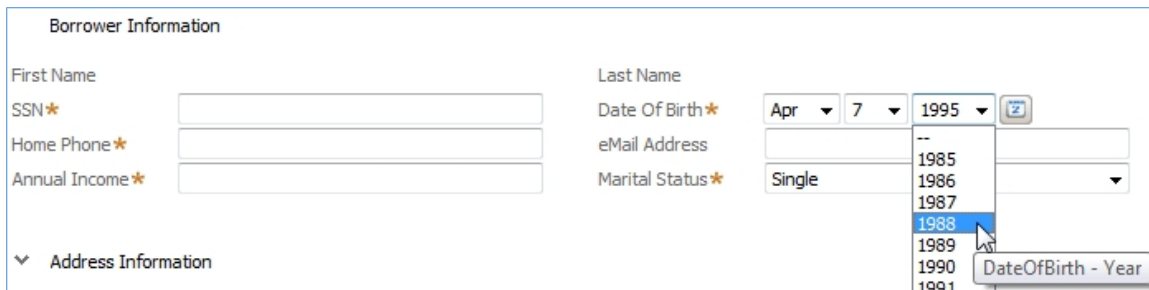 Borrower Information
First Name Last Name
SSN* Date Of Birth* Apr 7 1995
Home Phone* eMail Address --
1985
Annual Income* Marital Status* Single 1986
1987
1988
1989
Address Information
1990 DateOfBirth - Year
1991